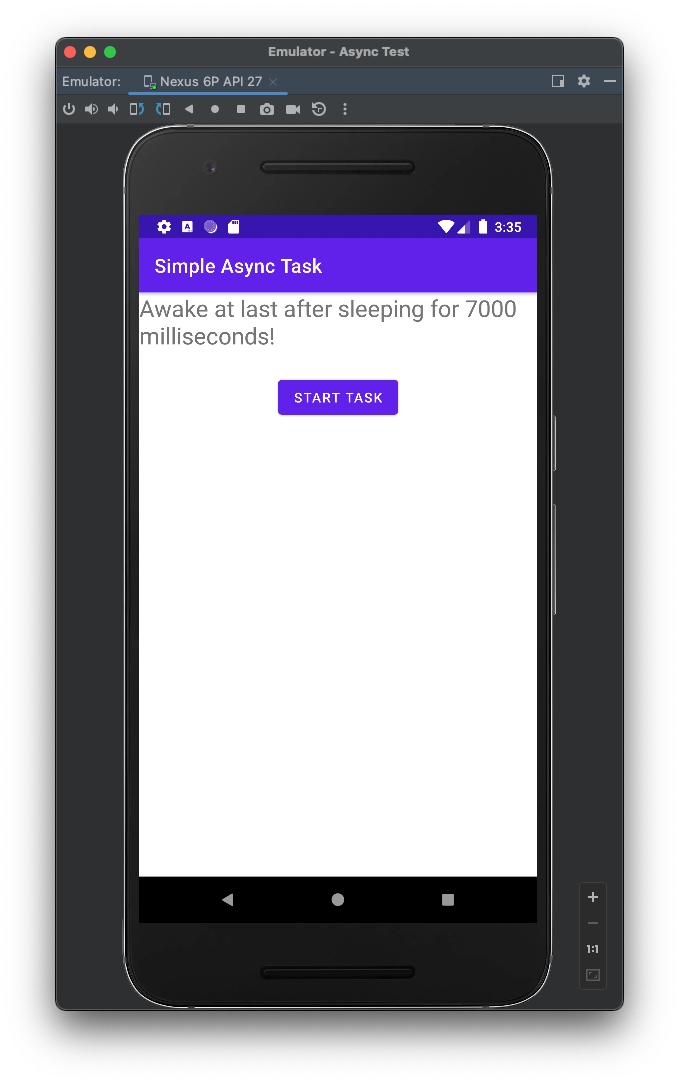 Emulator - Async Test
Emulator: Nexus 6P API 27
A 3:35
Simple Async Task
Awake at last after sleeping for 7000
milliseconds!
START TASK
1:1